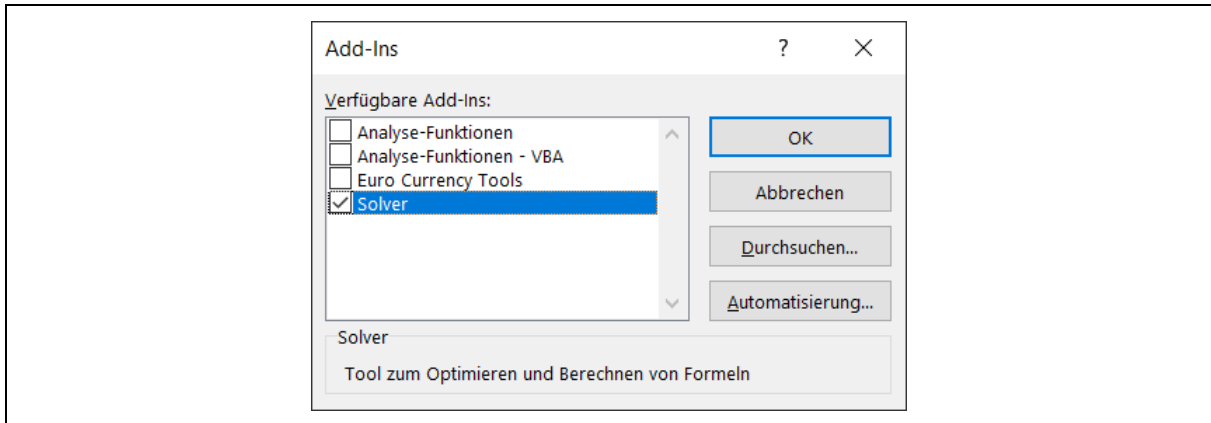 Add-Ins ?
Verfügbare Add-Ins:
Analyse-Funktionen
Analyse-Funktionen - VBA
Euro Currency Tools
Solver
OK
Abbrechen
Durchsuchen...
Automatisierung...
Solver
Tool zum Optimieren und Berechnen von Formeln